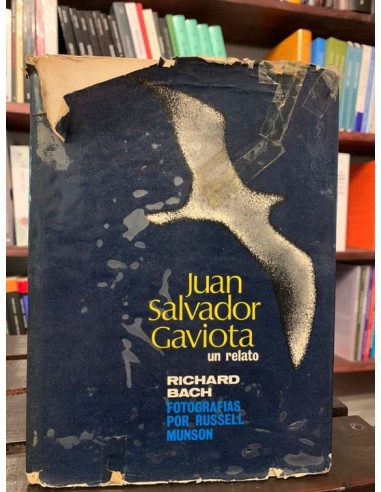 Juan
Salvador
Gaviota
un relato
RICHARD
BACH
FOTOGRAFIAS
POR RUSSELL
MUNSON